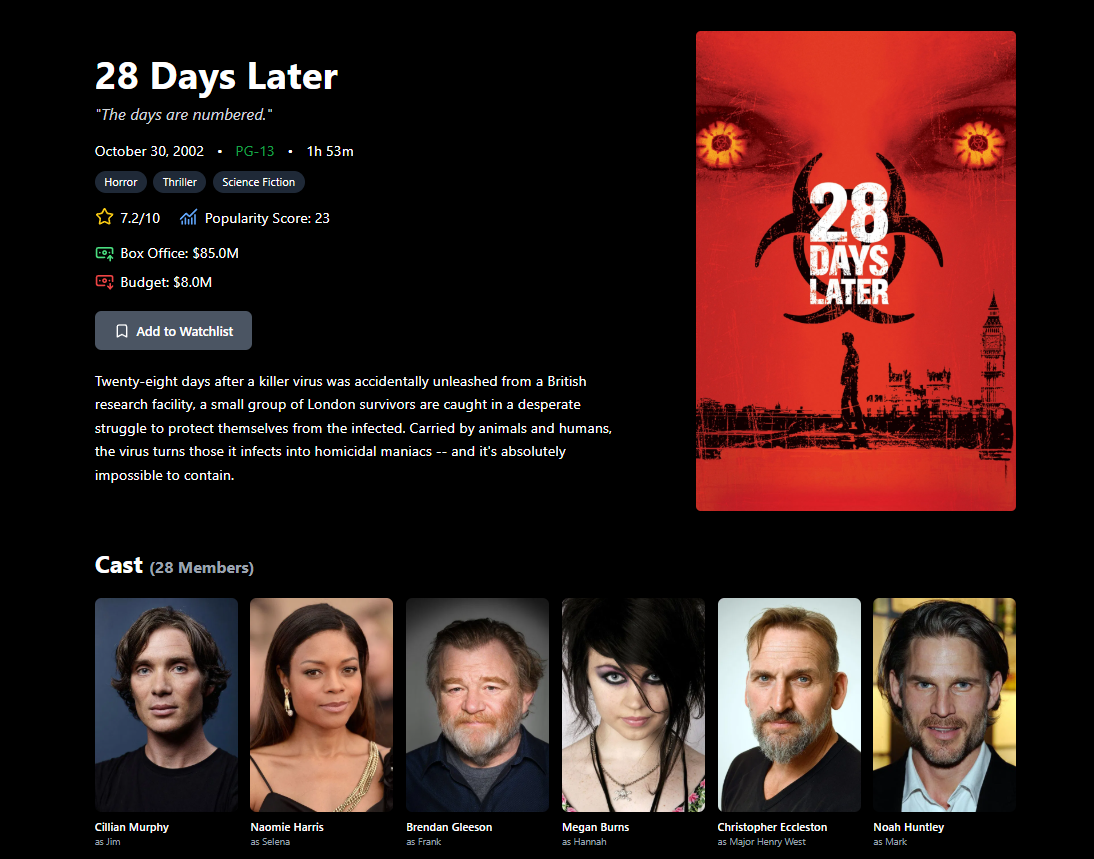 28 Days Later
"The days are numbered."
October 30, 2002 • PG-13 • 1h 53m
Horror Thriller Science Fiction
7.2/10 Popularity Score: 23
Box Office: $85.0M
Budget: $8.0M
Add to Watchlist
Twenty-eight days after a killer virus was accidentally unleashed from a British
research facility, a small group of London survivors are caught in a desperate
struggle to protect themselves from the infected. Carried by animals and humans,
the virus turns those it infects into homicidal maniacs -- and it's absolutely
impossible to contain.
28
DAYS
LATER
Cast (28 Members)
Cillian Murphy Naomie Harris Brendan Gleeson Megan Burns Christopher Eccleston Noah Huntley
as Jim as Selena as Frank as Hannah as Major Henry West as Mark